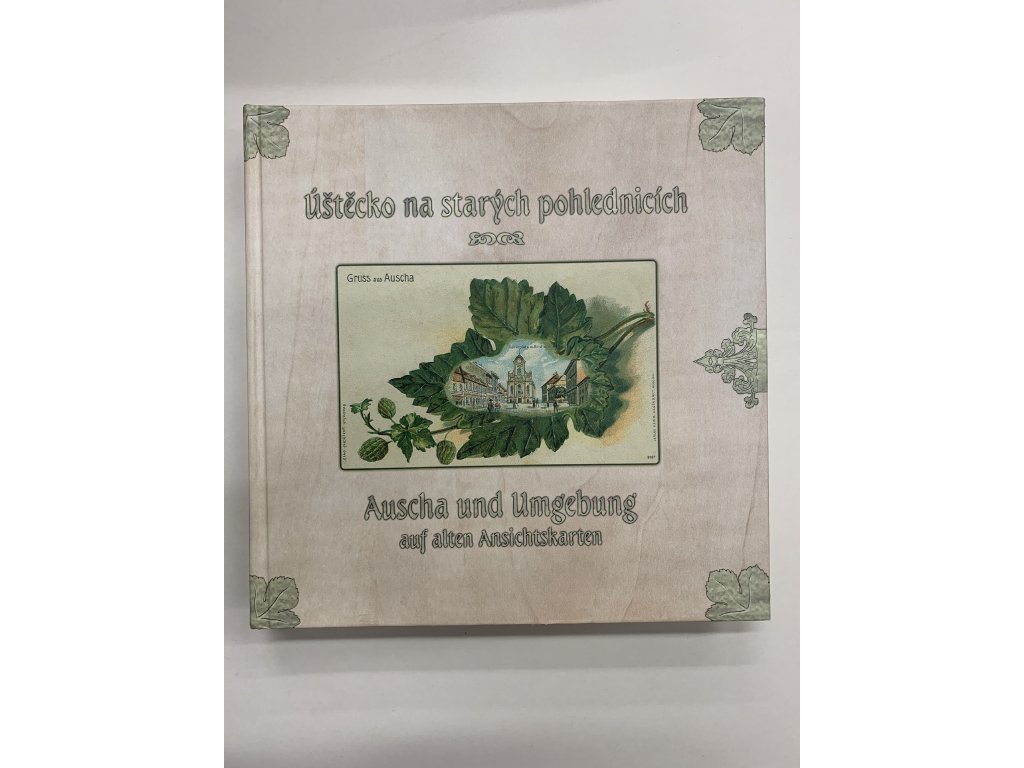 Úštěcko na starých pohlednicích
Gruss aus Auscha
Auscha und Umgebung
auf alten Ansichtskarten